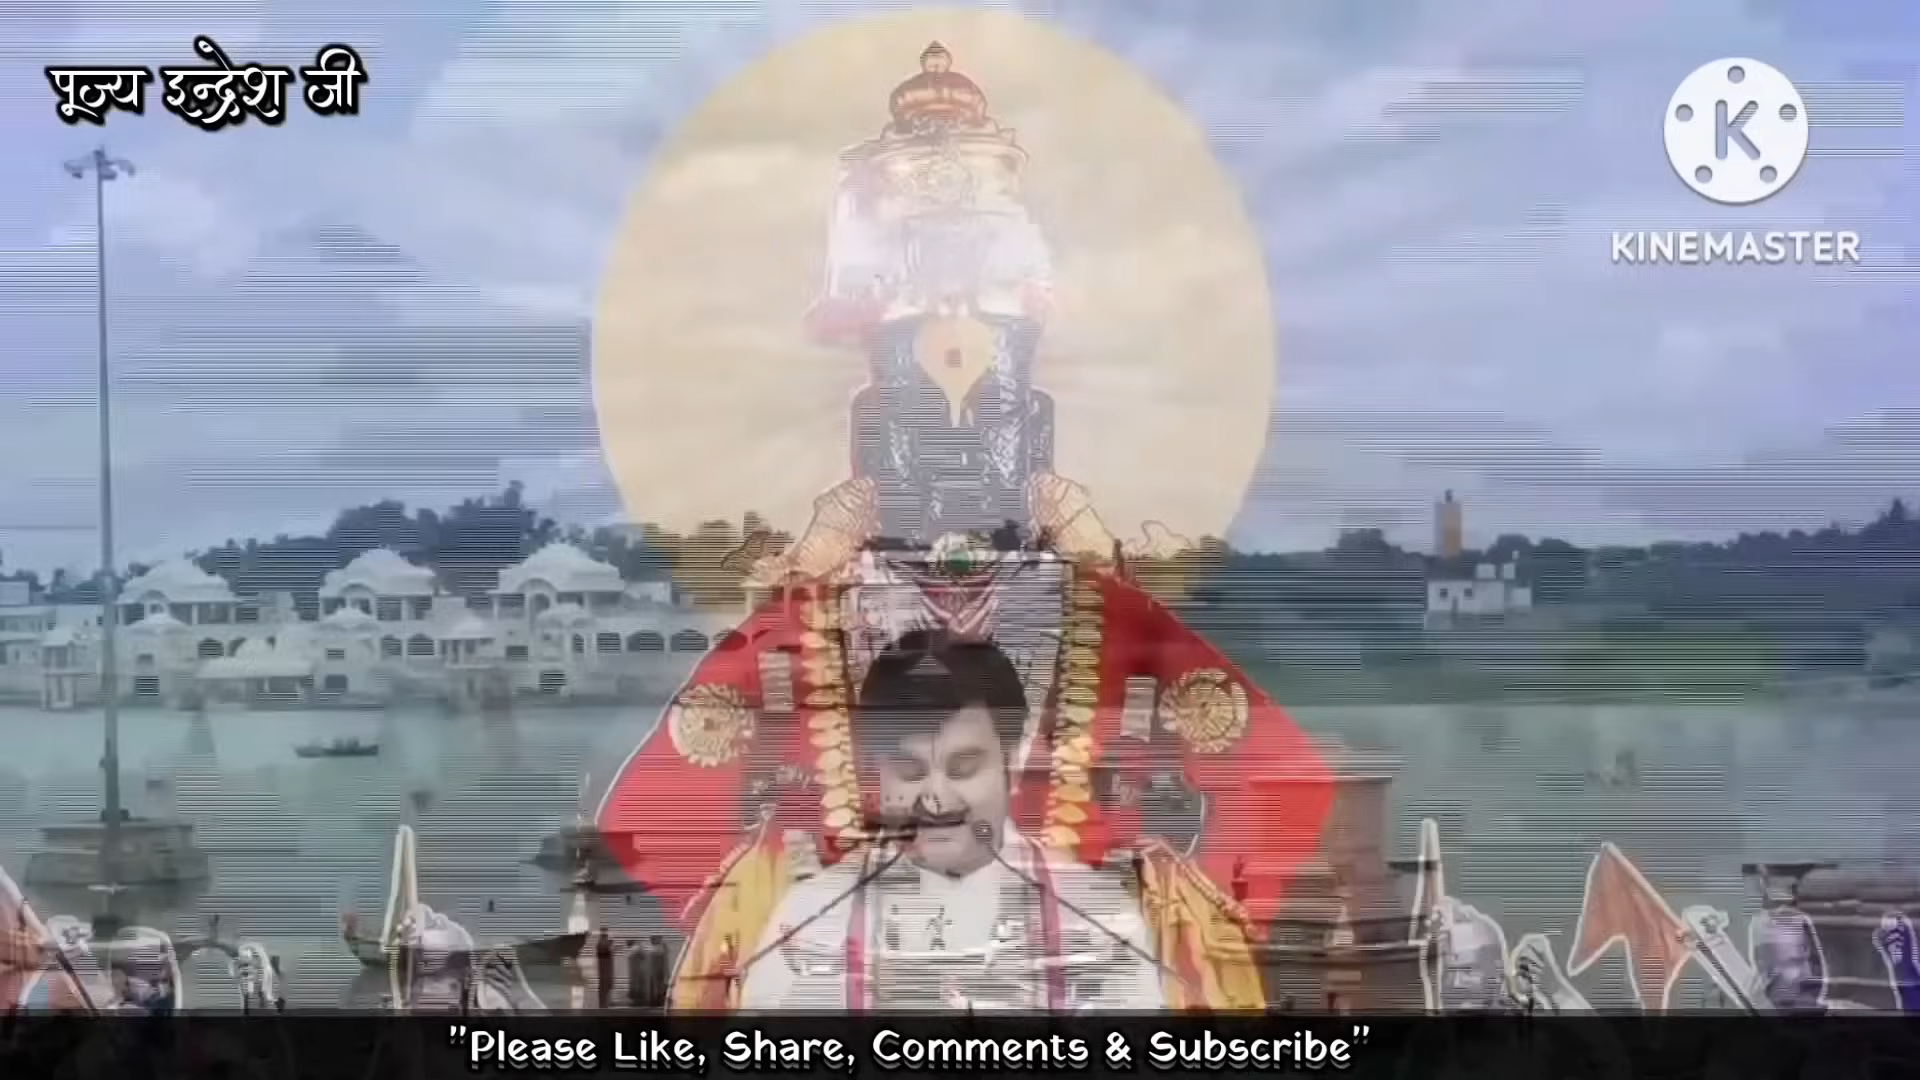 पूज्य इन्द्रेश जी
K
KINEMASTER
"Please Like, Share, Comments & Subscribe"